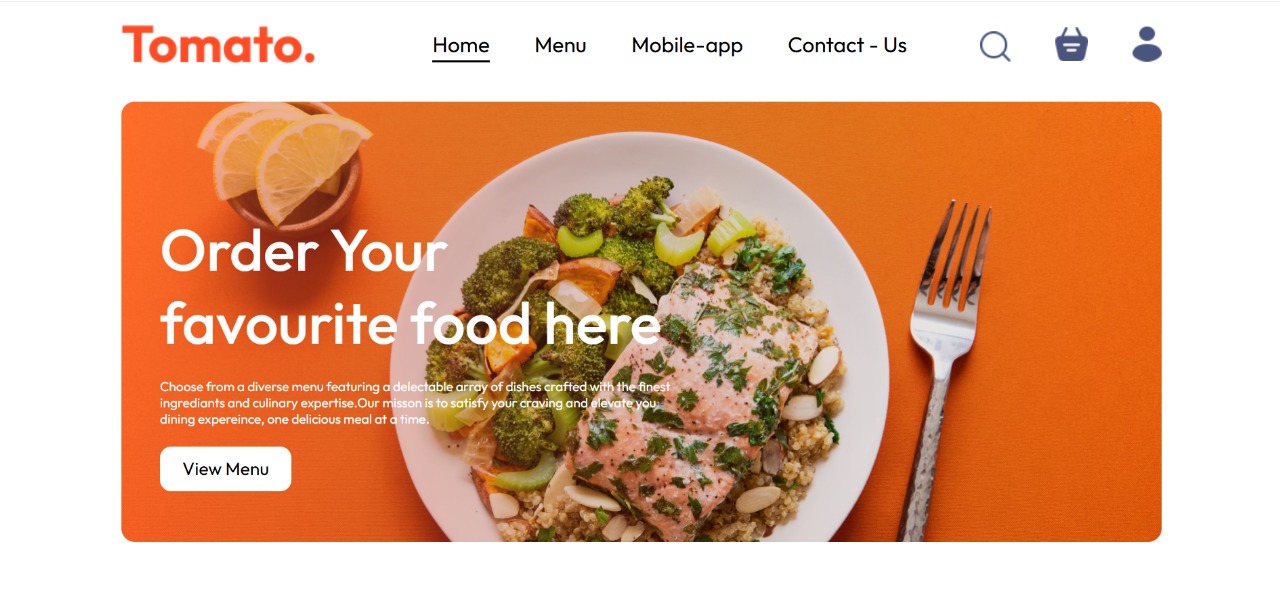 Tomato.
Home Menu Mobile-app Contact - Us
Order Your
favourite food here
Choose from a diverse menu featuring a delectable array of dishes crafted with the finest
ingrediants and culinary expertise.Our misson is to satisfy your craving and elevate you
dining expereince, one delicious meal at a time.
View Menu